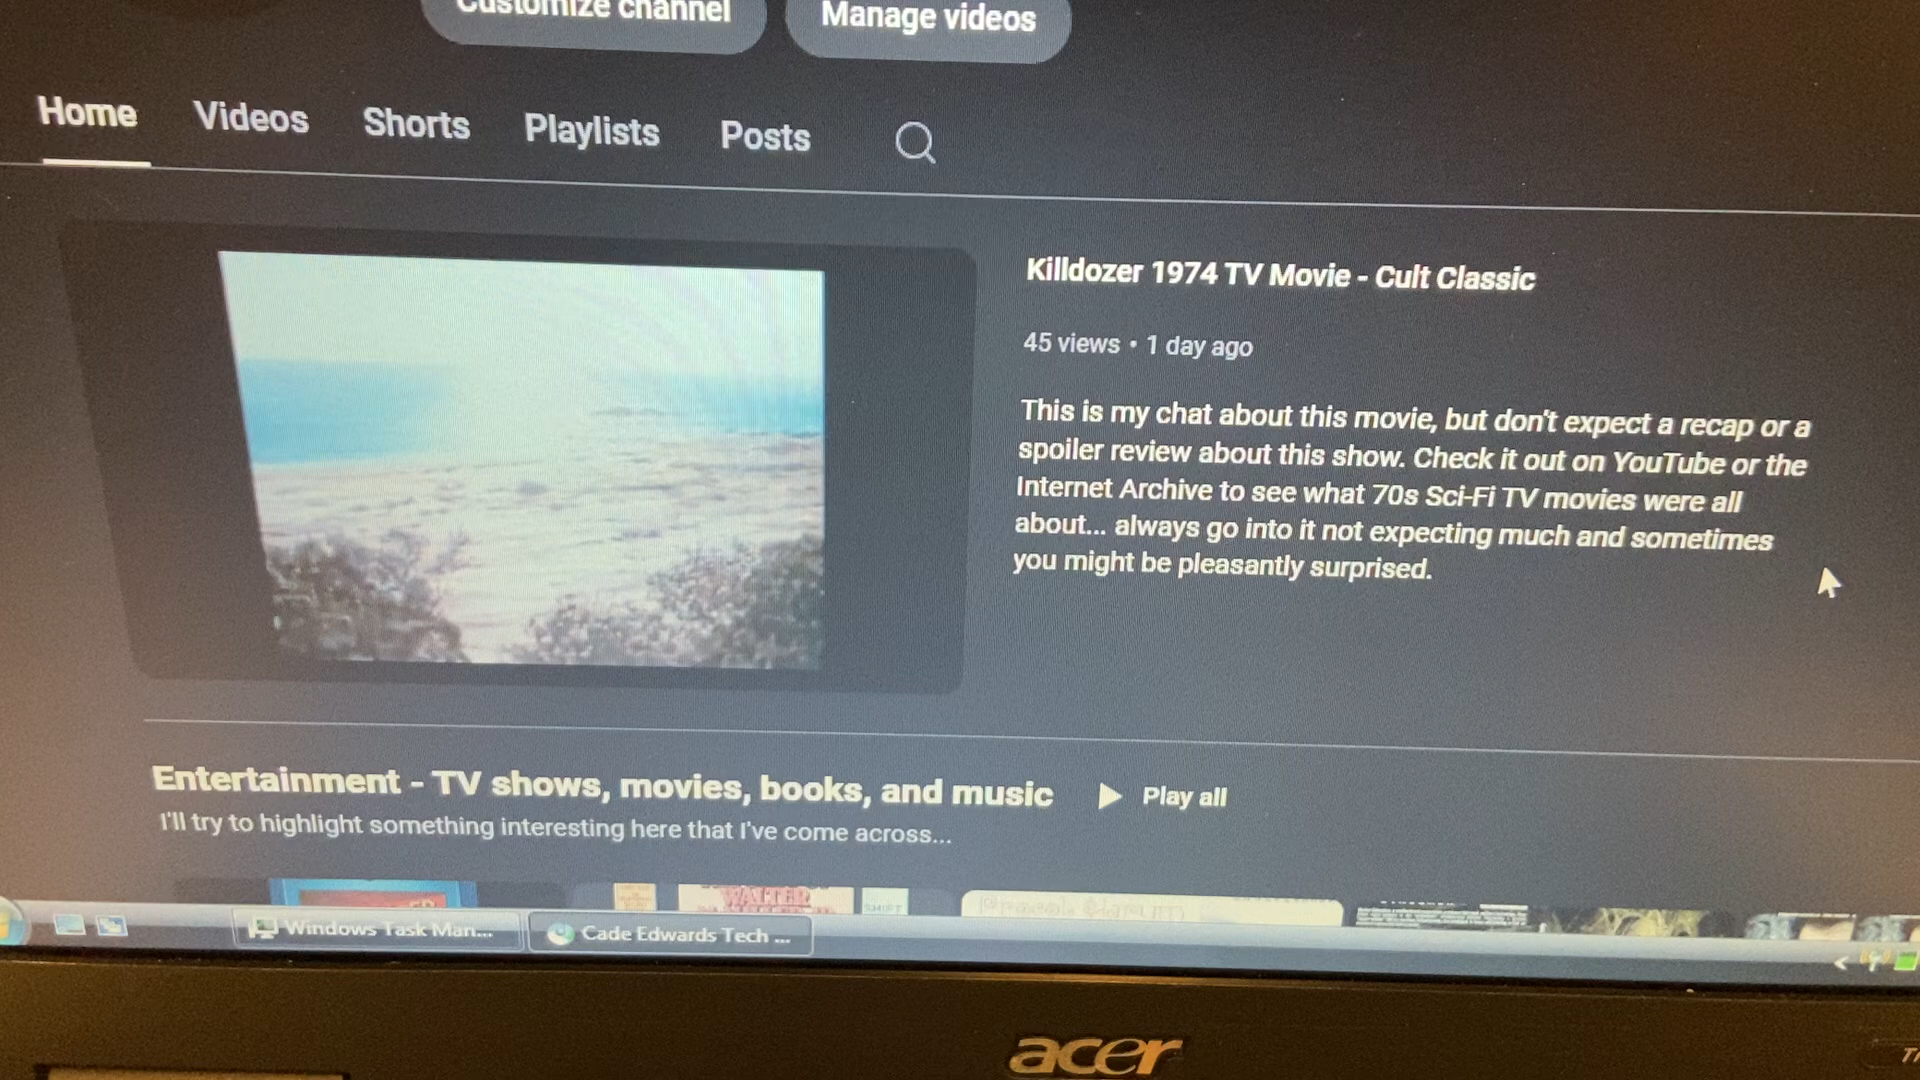 Customize channel
Manage videos
Home
Videos
Shorts
Playlists
Posts
Killdozer 1974 TV Movie - Cult Classic
45 views • 1 day ago
This is my chat about this movie, but don't expect a recap or a
spoiler review about this show. Check it out on YouTube or the
Internet Archive to see what 70s Sci-Fi TV movies were all
about... always go into it not expecting much and sometimes
you might be pleasantly surprised.
Entertainment - TV shows, movies, books, and music
Play all
I'll try to highlight something interesting here that I've come across...
WALTER
Windows Task Man...
Cade Edwards Tech ...
acer